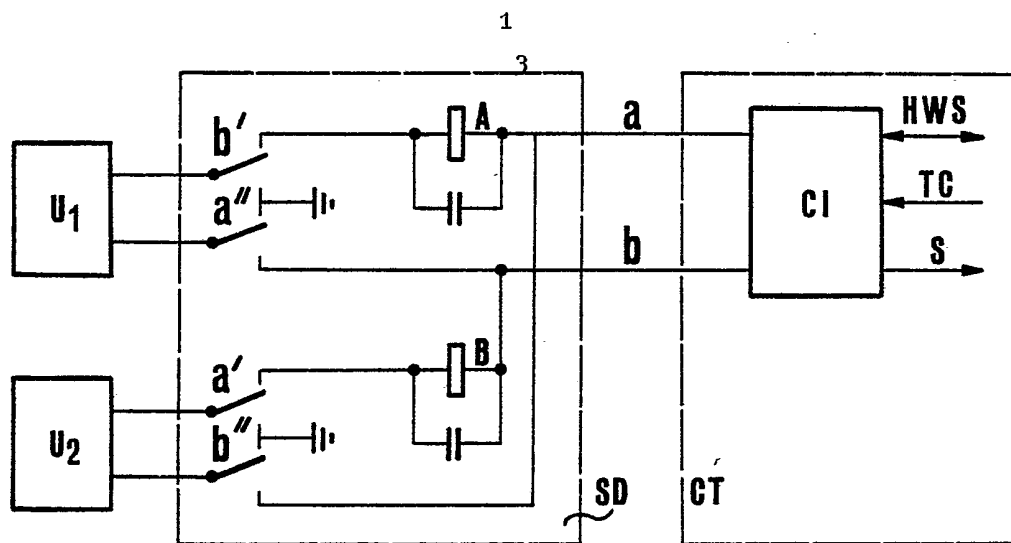 1
3
b′ A a HWS
U1 a″ CI TC
b S
a′ B
U2 b″
SD CT